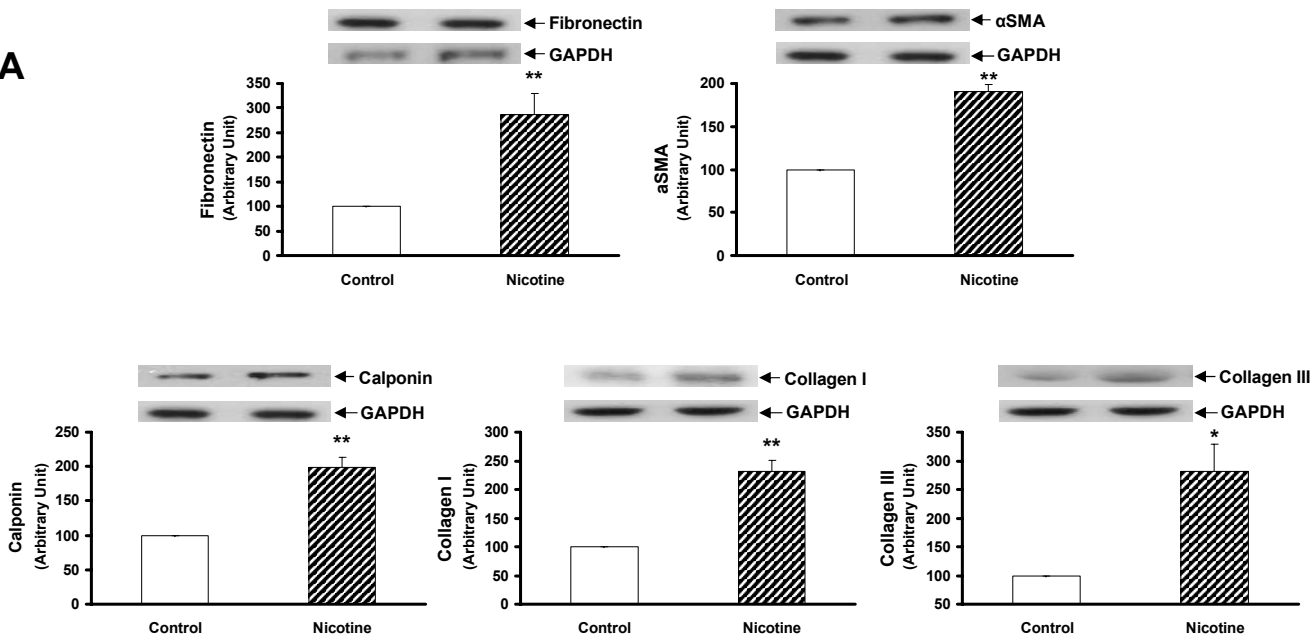 A
Fibronectin
GAPDH
**
Fibronectin
(Arbitrary Unit)
350
300
250
200
150
100
50
0
Control Nicotine
αSMA
GAPDH
**
aSMA
(Arbitrary Unit)
200
150
100
50
0
Control Nicotine
Calponin
GAPDH
**
Calponin
(Arbitrary Unit)
250
200
150
100
50
0
Control Nicotine
Collagen I
GAPDH
**
Collagen I
(Arbitrary Unit)
300
250
200
150
100
50
0
Control Nicotine
Collagen III
GAPDH
*
Collagen III
(Arbitrary Unit)
350
300
250
200
150
100
50
Control Nicotine